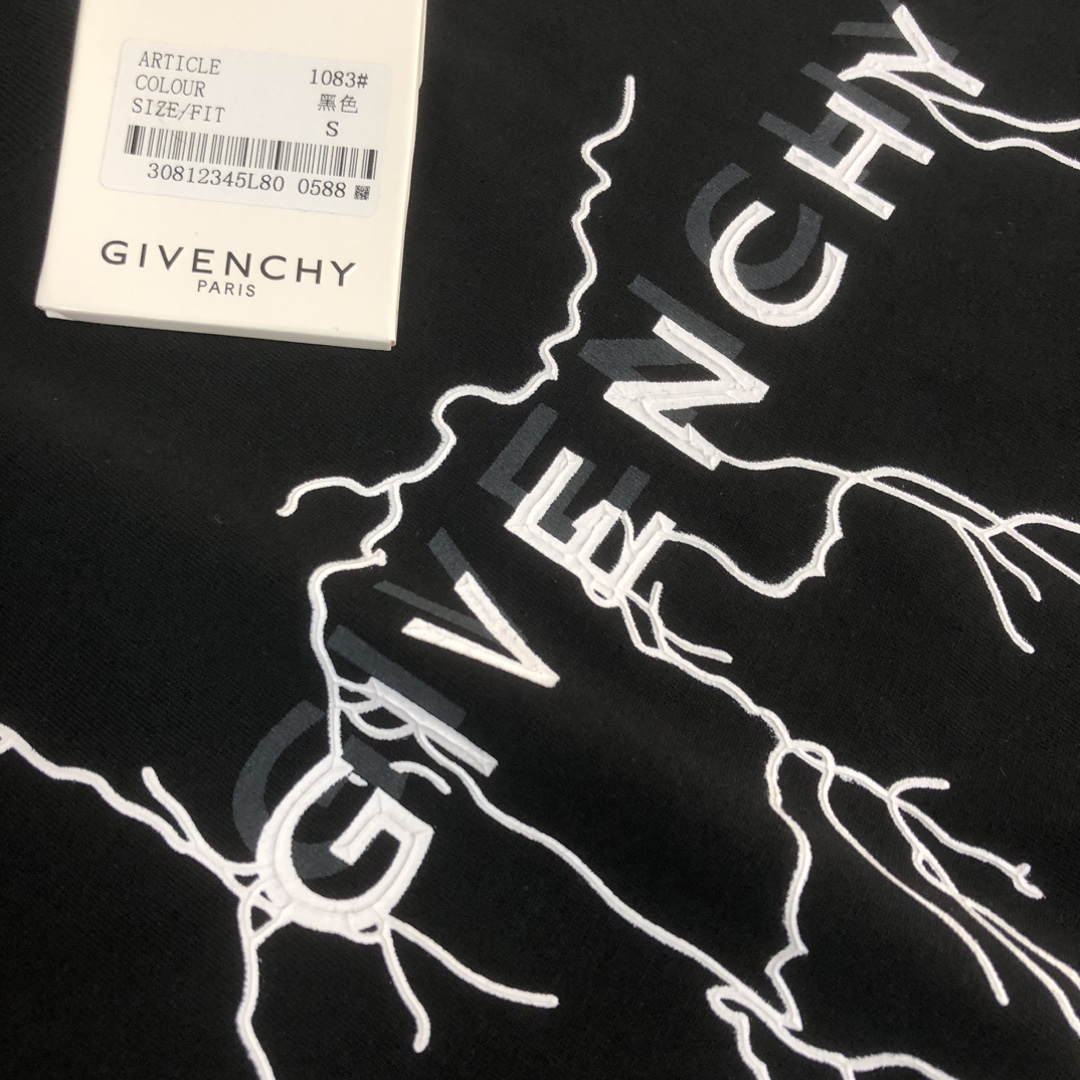 ARTICLE 1083#
COLOUR 黑色
SIZE/FIT S
30812345L80 0588
GIVENCHY
PARIS
GIVENCHY
GIVENCHY